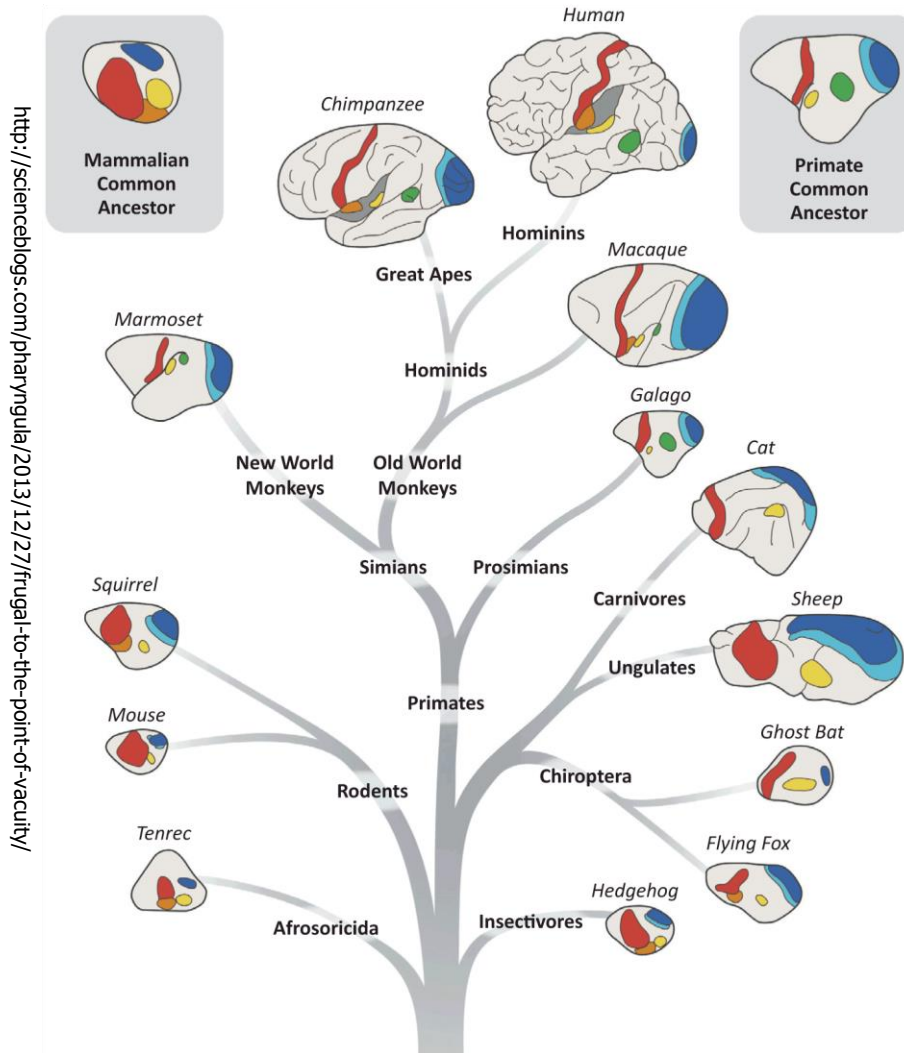 Human
Chimpanzee
Mammalian
Common
Ancestor
Primate
Common
Ancestor
Hominins
Great Apes
Macaque
Marmoset
Hominids
Galago
New World
Monkeys
Old World
Monkeys
Cat
Simians
Prosimians
Squirrel
Carnivores
Sheep
Ungulates
Primates
Mouse
Ghost Bat
Chiroptera
Rodents
Tenrec
Flying Fox
Hedgehog
Afrosoricida
Insectivores
http://scienceblogs.com/pharyngula/2013/12/27/frugal-to-the-point-of-vacuity/